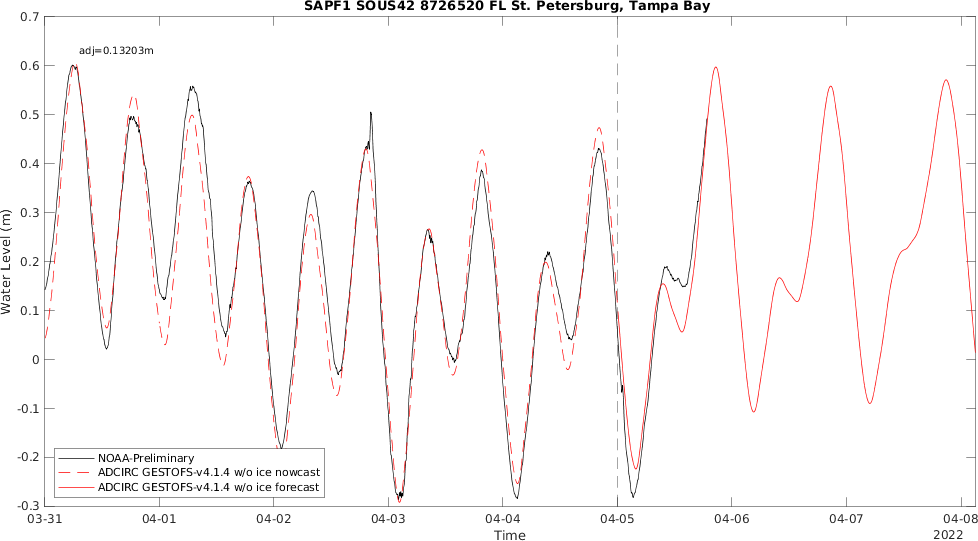 SAPF1 SOUS42 8726520 FL St. Petersburg, Tampa Bay
adj=0.13203m
0.7
0.6
0.5
0.4
0.3
0.2
0.1
0
-0.1
-0.2
-0.3
Water Level (m)
NOAA-Preliminary
ADCIRC GESTOFS-v4.1.4 w/o ice nowcast
ADCIRC GESTOFS-v4.1.4 w/o ice forecast
03-31 04-01 04-02 04-03 04-04 04-05 04-06 04-07 04-08
Time
2022